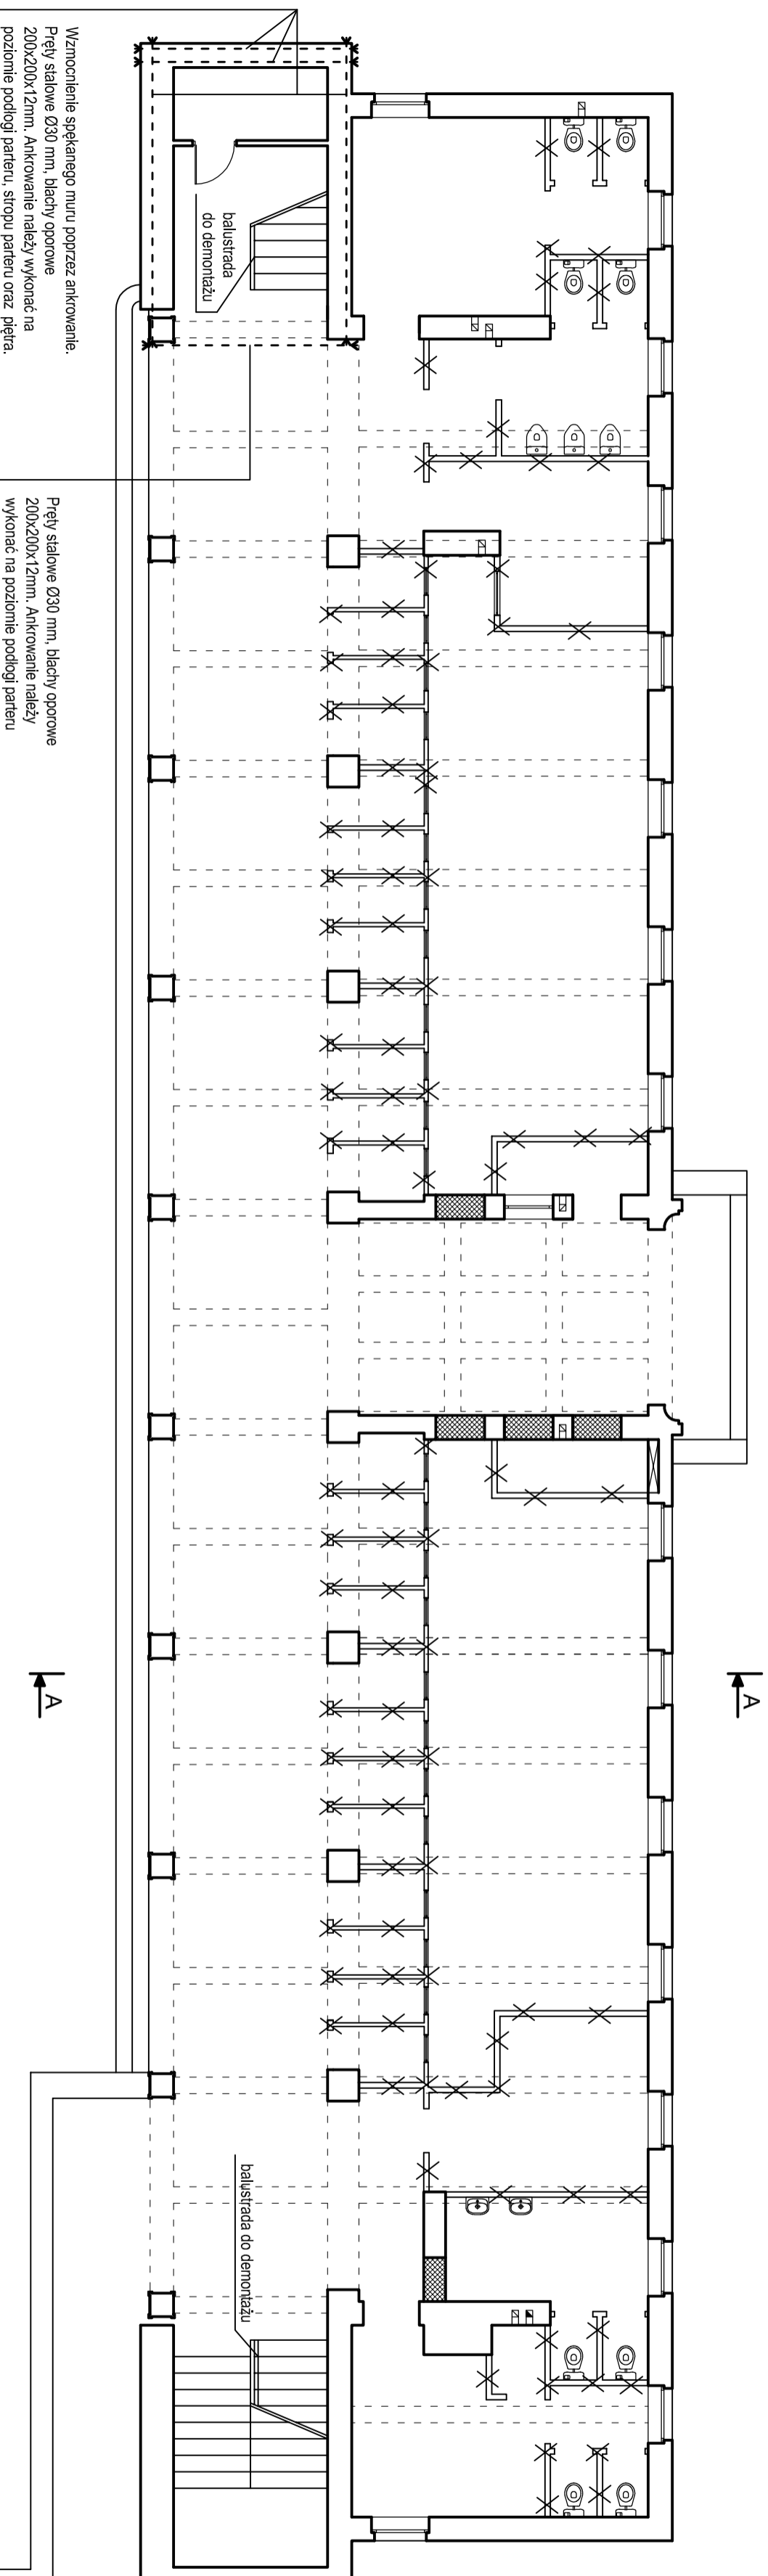 Wzmocnienie spękanego muru poprzez ankrowanie.
Pręty stalowe Ø30 mm, blachy oporowe
200x200x12mm. Ankrowanie należy wykonać na
poziomie podłogi parteru, stropu parteru oraz piętra.
balustrada
do demontażu
Pręty stalowe Ø30 mm, blachy oporowe
200x200x12mm. Ankrowanie należy
wykonać na poziomie podłogi parteru
A
A
balustrada do demontażu